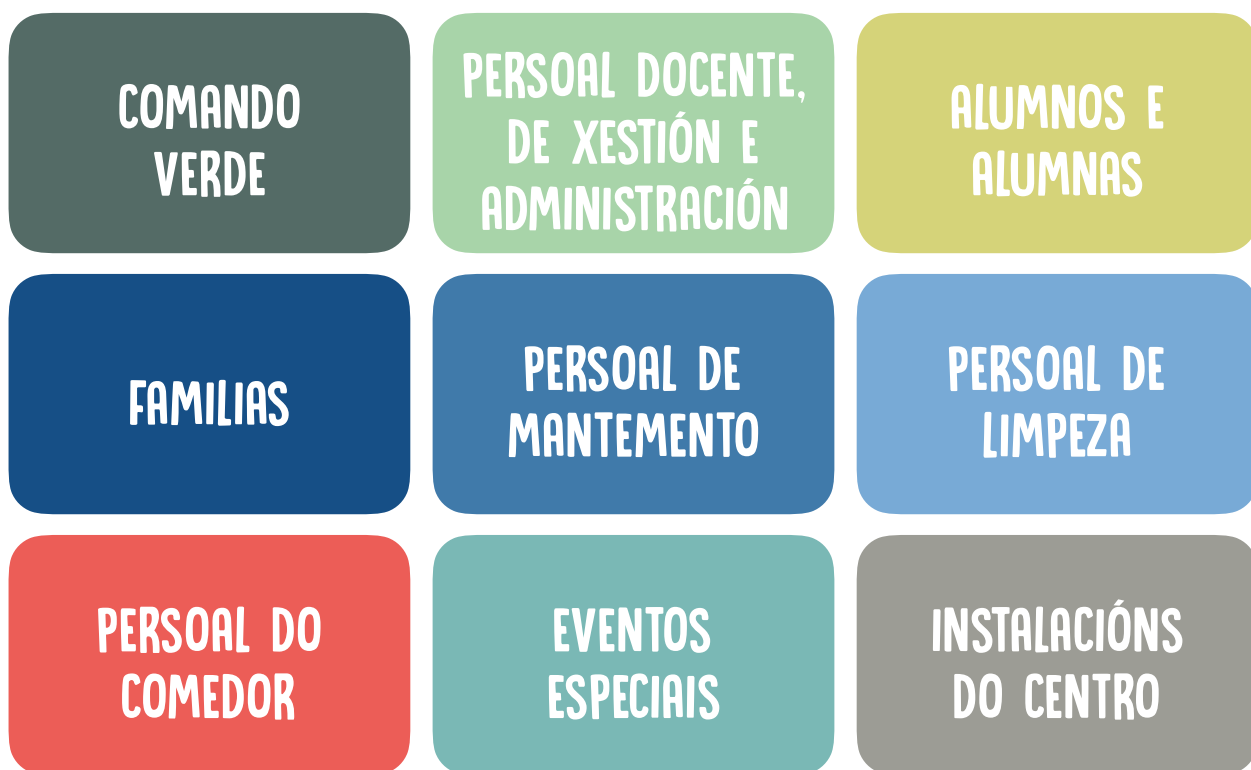 COMANDO
VERDE
PERSOAL DOCENTE,
DE XESTIÓN E
ADMINISTRACIÓN
ALUMNOS E
ALUMNAS
FAMILIAS
PERSOAL DE
MANTEMENTO
PERSOAL DE
LIMPEZA
PERSOAL DO
COMEDOR
EVENTOS
ESPECIAIS
INSTALACIÓNS
DO CENTRO